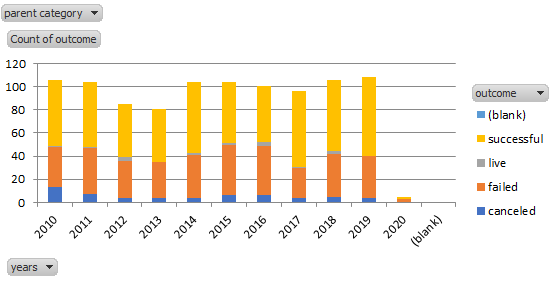 parent category
Count of outcome
120
100
80
60
40
20
0
2010
2011
2012
2013
2014
2015
2016
2017
2018
2019
2020
(blank)
outcome
(blank)
successful
live
failed
canceled
years